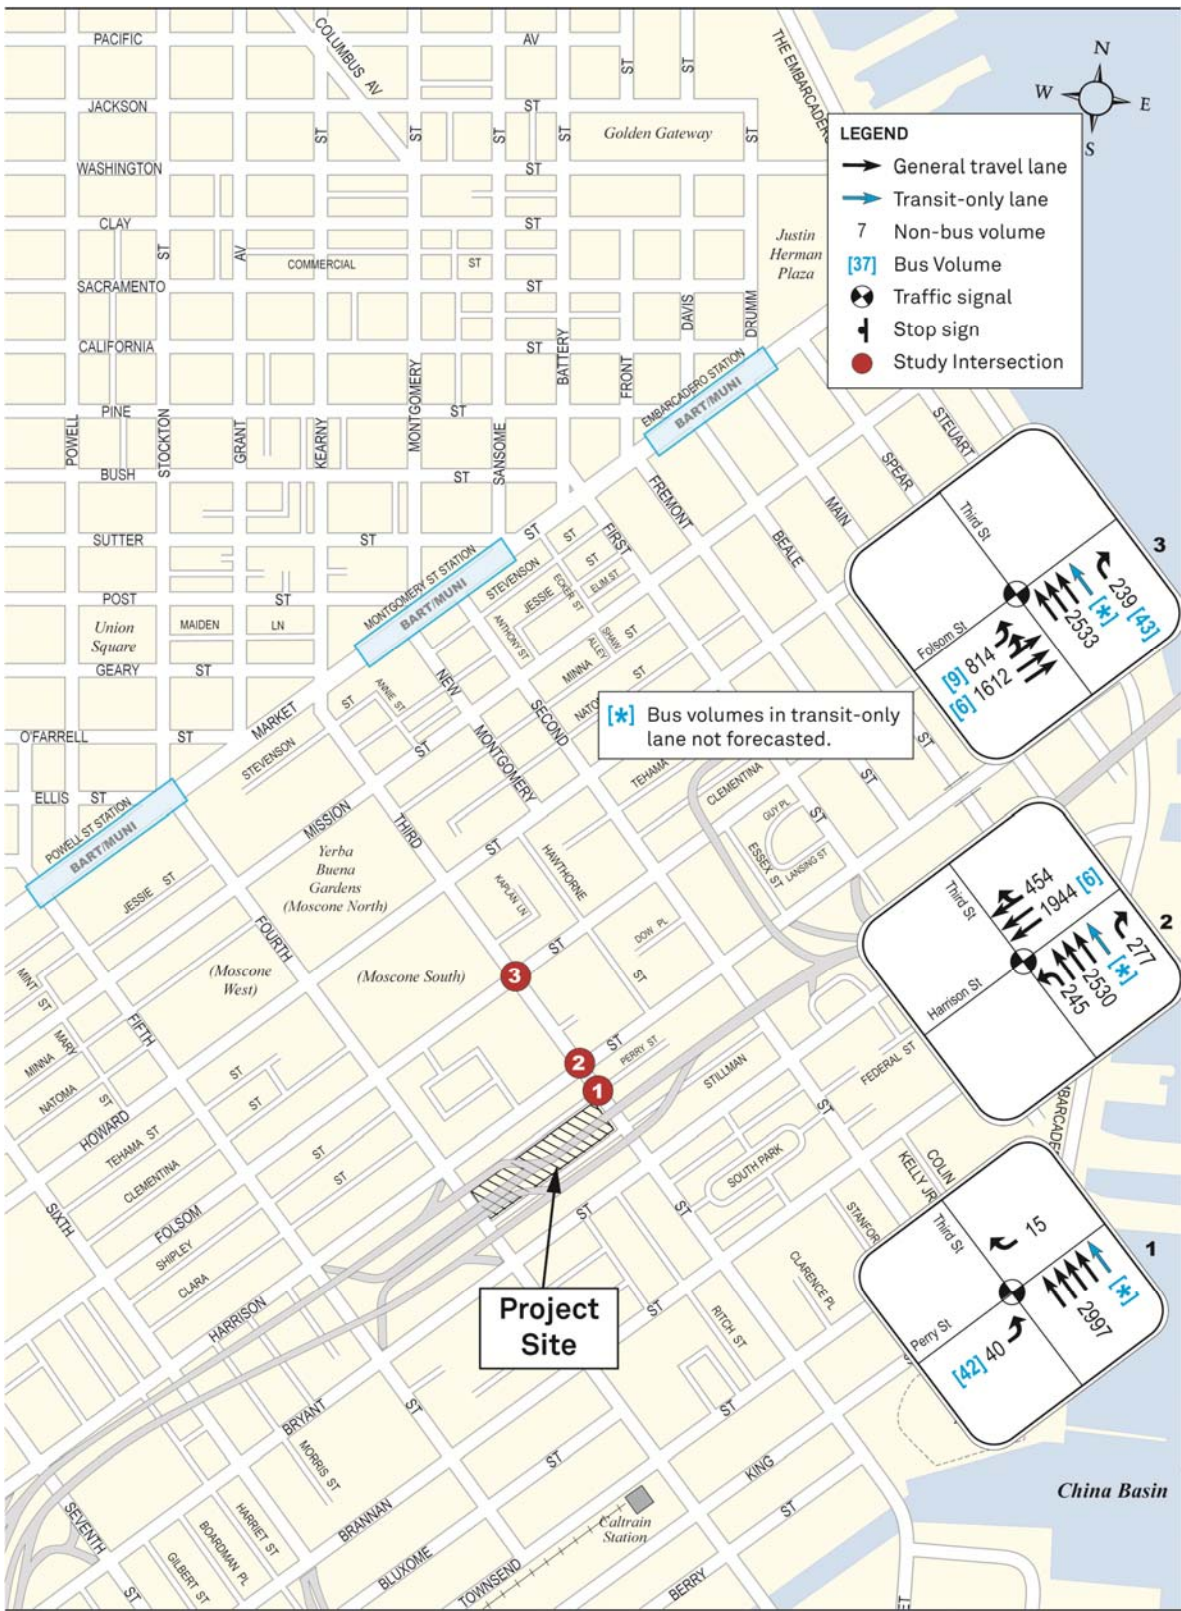 PACIFIC
AV
COLUMBUS AV
ST
ST
THE EMBARCADERO
N
W
E
S
JACKSON
ST
ST
ST
ST
ST
ST
Golden Gateway
WASHINGTON
ST
CLAY
ST
ST
AV
COMMERCIAL
ST
SACRAMENTO
ST
CALIFORNIA
ST
Justin
Herman
Plaza
DAVIS
DRUMM
BATTERY
FRONT
LEGEND
General travel lane
Transit-only lane
7 Non-bus volume
[37] Bus Volume
Traffic signal
Stop sign
Study Intersection
EMBARCADERO STATION
BART/MUNI
PINE
ST
POWELL
STOCKTON
GRANT
KEARNY
MONTGOMERY
SANSOME
BUSH
ST
SUTTER
ST
POST
ST
Union
Square
MAIDEN
LN
GEARY
ST
O'FARRELL
ST
ELLIS ST
MONTGOMERY ST STATION
BART/MUNI
POWELL ST STATION
BART/MUNI
MARKET
ST
STEUART
SPEAR
MAIN
BEALE
FREMONT
FIRST
ST
ST
STEVENSON
JESSIE
ECKER ST
ELIM ST
ANTHONY ST
SHAW
ALLEY
ST
MINNA
ST
ANNIE ST
ST
STEVENSON
ST
NEW
MONTGOMERY
SECOND
TEHAMA
CLEMENTINA
ST
ST
GUY PL
ST
ESSEX ST
LANSING ST
[*] Bus volumes in transit-only
lane not forecasted.
3
Third St
Folsom St
239 [43]
[*]
2533
[9] 814
[6] 1612
MISSION
THIRD
ST
Yerba
Buena
Gardens
(Moscone North)
JESSIE ST
KAPLAN LN
HAWTHORNE
ST
DOW PL
ST
FOURTH
(Moscone
West)
(Moscone South)
3
2
1
2
Third St
Harrison St
454
1944 [6]
277
[*]
2530
245
MINT ST
MARY
MINNA
NATOMA
ST
FIFTH
ST
ST
HOWARD
TEHAMA ST
CLEMENTINA
ST
ST
FOLSOM
SHIPLEY
CLARA
SIXTH
HARRISON
ST
PERRY ST
STILLMAN
FEDERAL ST
ST
SOUTH PARK
ST
ST
COLIN
KELLY JR
CLARENCE PL
RITCH ST
ST
Project
Site
1
Third St
Perry St
15
[*]
2997
[42] 40
BRYANT
ST
MORRIS ST
ST
KING
ST
BRANNAN
ST
Caltrain
Station
China Basin
SEVENTH
HARRIET ST
BOARDMAN PL
GILBERT ST
ST
BLUXOME
TOWNSEND
BERRY